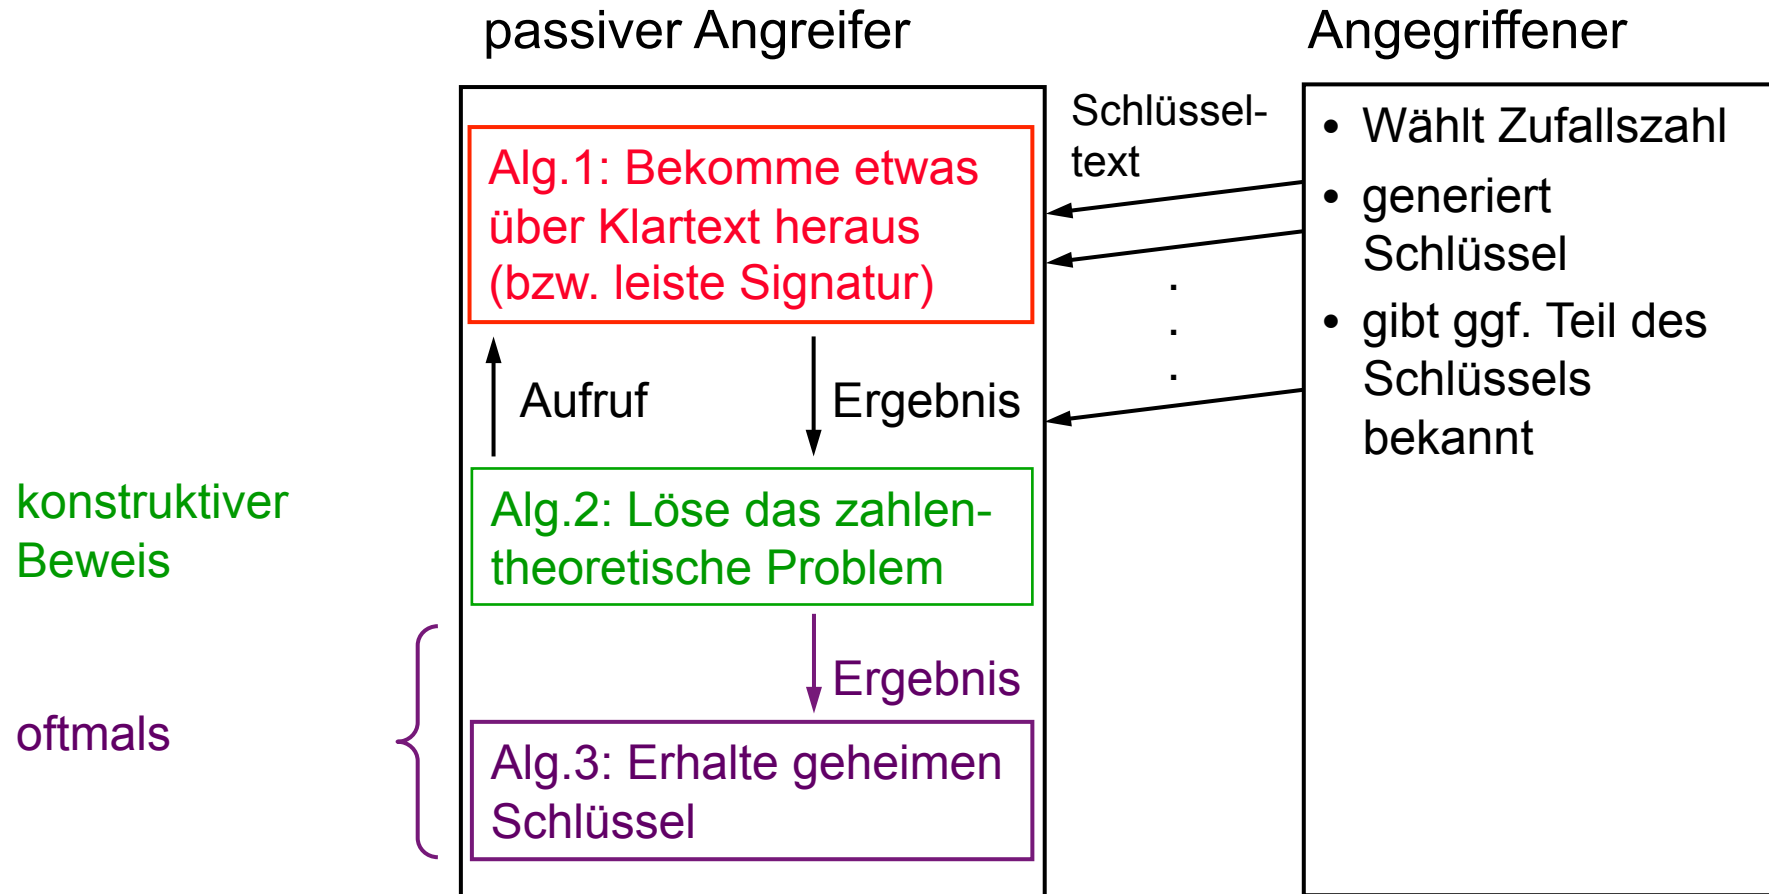 passiver Angreifer
Angegriffener
Alg.1: Bekomme etwas
über Klartext heraus
(bzw. leiste Signatur)
Schlüssel-
text
• Wählt Zufallszahl
• generiert
Schlüssel
• gibt ggf. Teil des
Schlüssels
bekannt
.
.
.
Aufruf
Ergebnis
konstruktiver
Beweis
Alg.2: Löse das zahlen-
theoretische Problem
Ergebnis
oftmals
Alg.3: Erhalte geheimen
Schlüssel